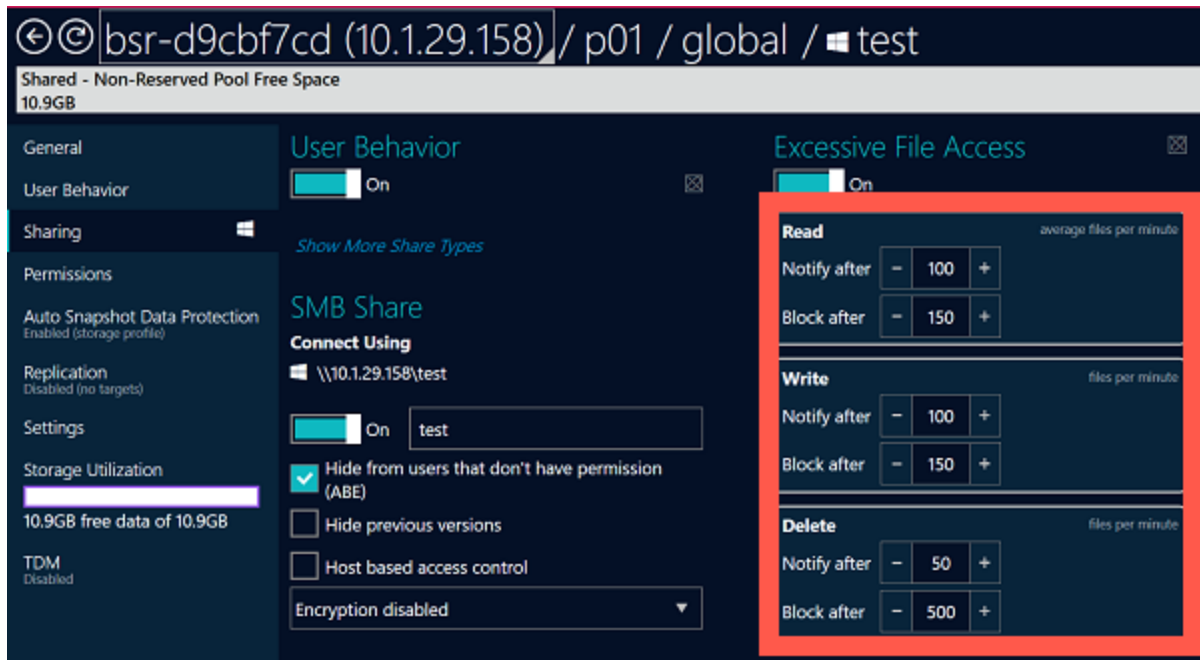 bsr-d9cbf7cd (10.1.29.158) / p01 / global / test
Shared - Non-Reserved Pool Free Space
10.9GB
General
User Behavior
Sharing
Permissions
Auto Snapshot Data Protection
Enabled (storage profile)
Replication
Disabled (no targets)
Settings
Storage Utilization
10.9GB free data of 10.9GB
TDM
Disabled
User Behavior
On
Show More Share Types
SMB Share
Connect Using
\\10.1.29.158\test
On test
Hide from users that don't have permission
(ABE)
Hide previous versions
Host based access control
Encryption disabled
Excessive File Access
On
Read average files per minute
Notify after - 100 +
Block after - 150 +
Write files per minute
Notify after - 100 +
Block after - 150 +
Delete files per minute
Notify after - 50 +
Block after - 500 +